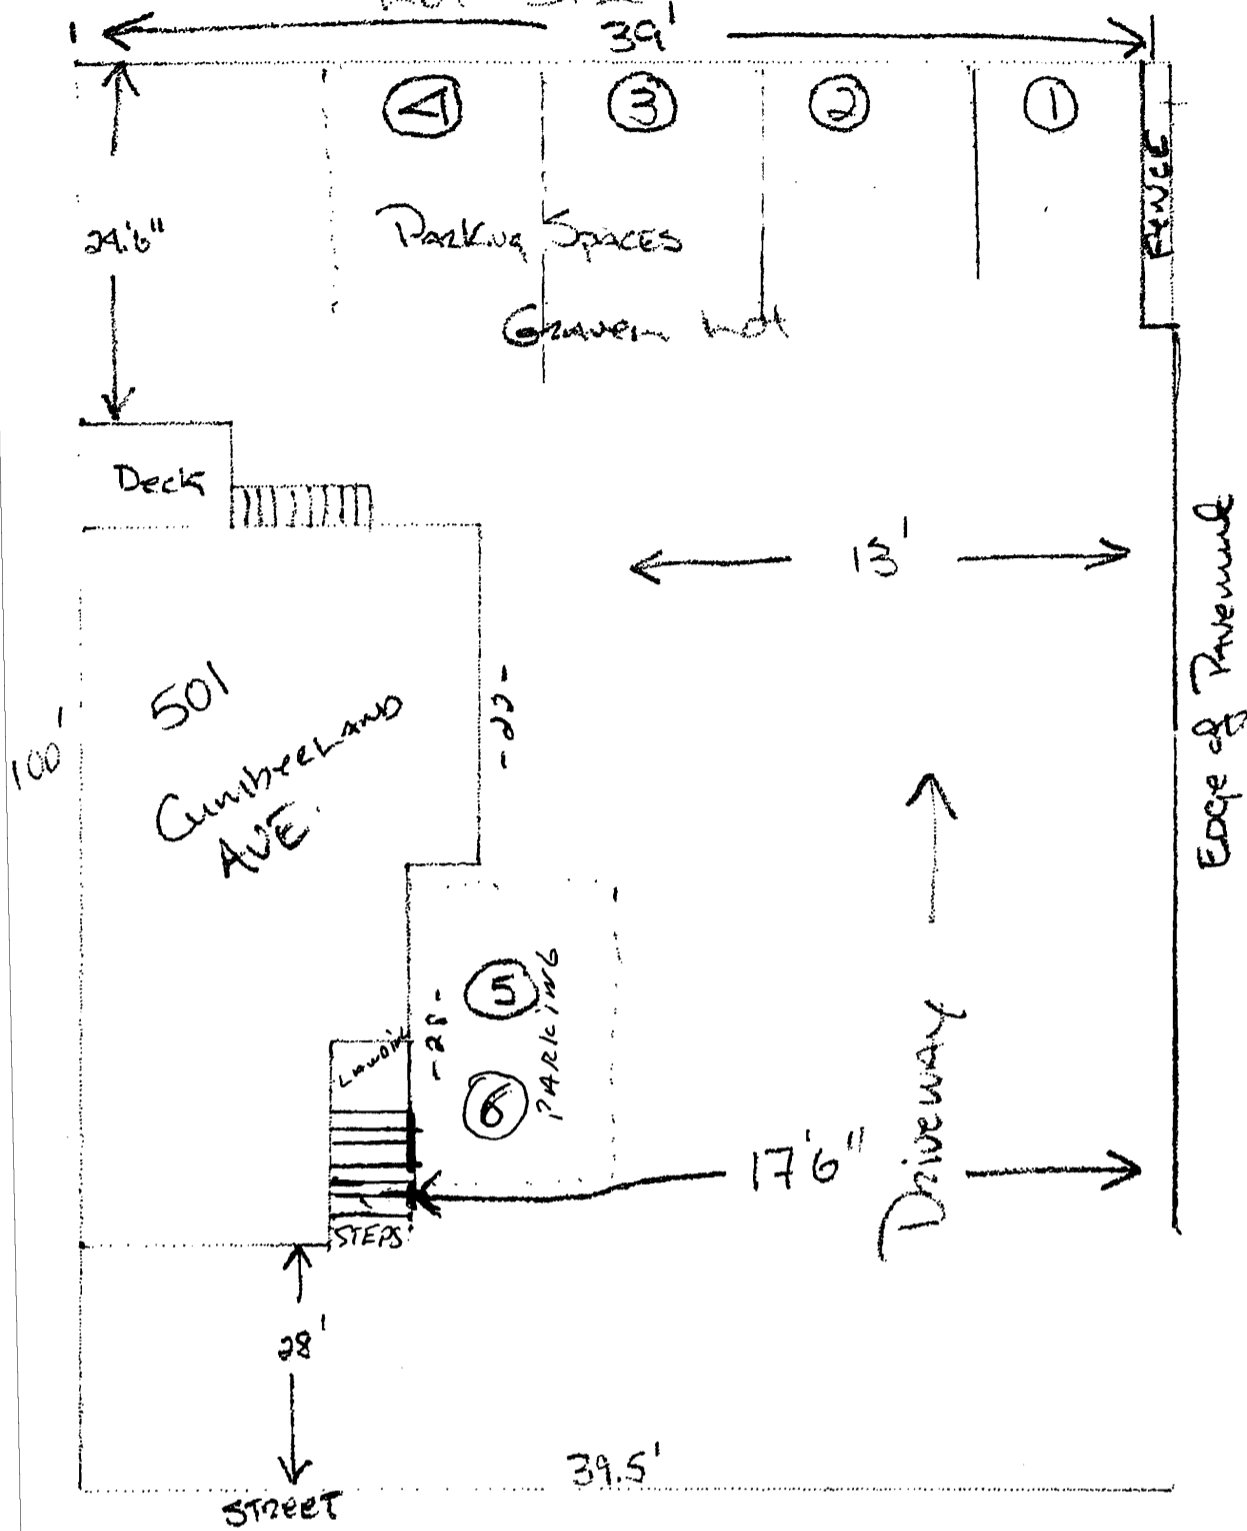 39'
④
③
②
①
FENCE
24'6"
Parking Spaces
Gravel Lot
Deck
13'
Edge of Pavement
501
Cumberland
AVE.
-22-
100'
⑤
⑥
PARKING
-28-
Landing
Driveway
17'6"
STEPS
28'
39.5'
STREET